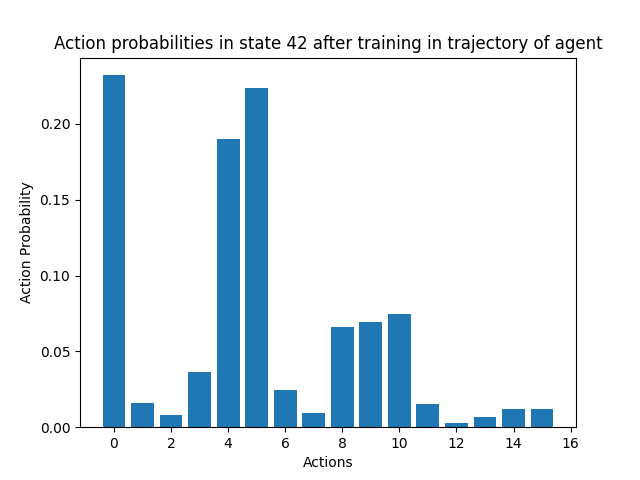 Action probabilities in state 42 after training in trajectory of agent
0.20
0.15
0.10
0.05
0.00
Action Probability
0 2 4 6 8 10 12 14 16
Actions